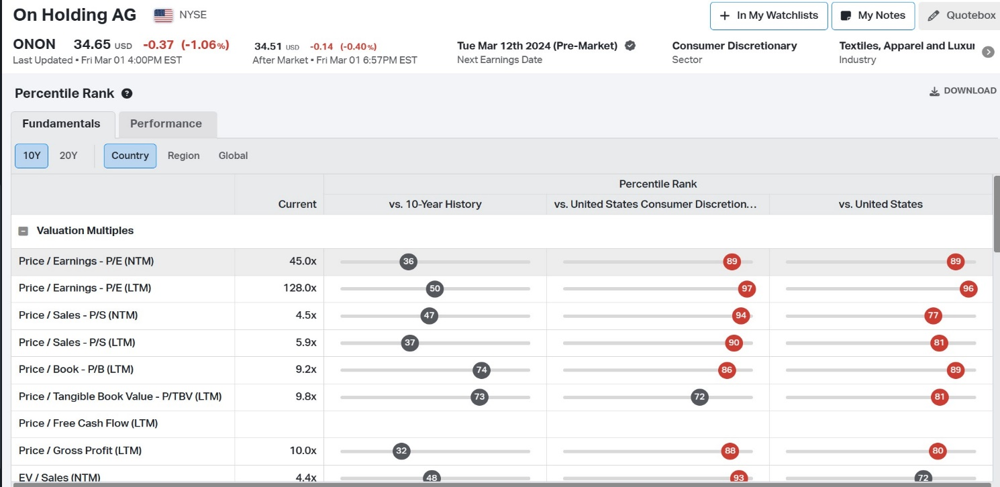 On Holding AG NYSE
+ In My Watchlists My Notes Quotebox
ONON 34.65 USD -0.37 (-1.06%) 34.51 USD -0.14 (-0.40%) Tue Mar 12th 2024 (Pre-Market) Consumer Discretionary Textiles, Apparel and Luxur
Last Updated • Fri Mar 01 4:00PM EST After Market • Fri Mar 01 6:57PM EST Next Earnings Date Sector Industry
Percentile Rank ? DOWNLOAD
Fundamentals Performance
10Y 20Y Country Region Global
Percentile Rank
Current vs. 10-Year History vs. United States Consumer Discretion... vs. United States
Valuation Multiples
Price / Earnings - P/E (NTM) 45.0x 36 89 89
Price / Earnings - P/E (LTM) 128.0x 50 97 96
Price / Sales - P/S (NTM) 4.5x 47 94 77
Price / Sales - P/S (LTM) 5.9x 37 90 81
Price / Book - P/B (LTM) 9.2x 74 86 89
Price / Tangible Book Value - P/TBV (LTM) 9.8x 73 72 81
Price / Free Cash Flow (LTM)
Price / Gross Profit (LTM) 10.0x 32 88 80
EV / Sales (NTM) 4.4x 48 93 72